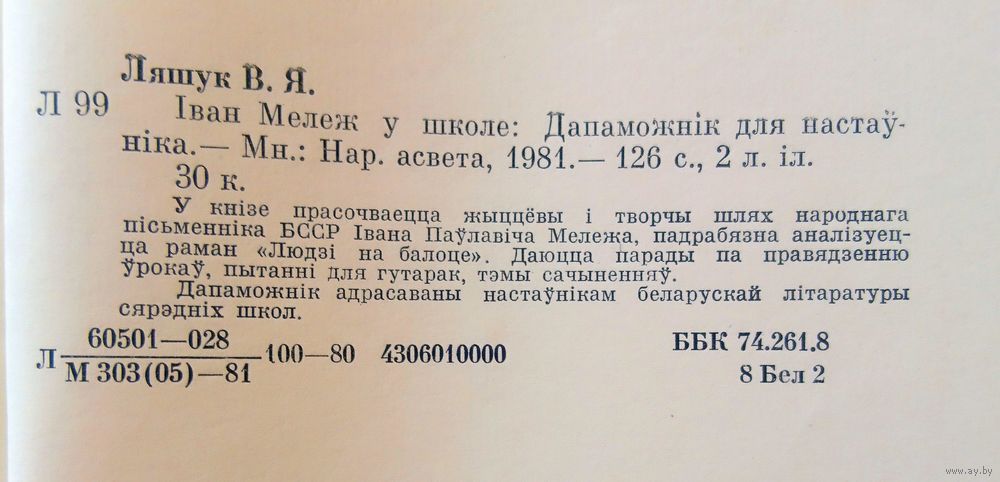 Ляшук В. Я.
Л 99
Іван Мележ у школе: Дапаможнік для настаў-
ніка.— Мн.: Нар. асвета, 1981.— 126 с., 2 л. іл.
30 к.
У кнізе прасочваецца жыццёвы і творчы шлях народнага
пісьменніка БССР Івана Паўлавіча Мележа, падрабязна аналізуец-
ца раман «Людзі на балоце». Даюцца парады па правядзенню
ўрокаў, пытанні для гутарак, тэмы сачыненняў.
Дапаможнік адрасаваны настаўнікам беларускай літаратуры
сярэдніх школ.
Л 60501—028
М 303(05)—81 100—80 4306010000
ББК 74.261.8
8 Бел 2
www.ay.by